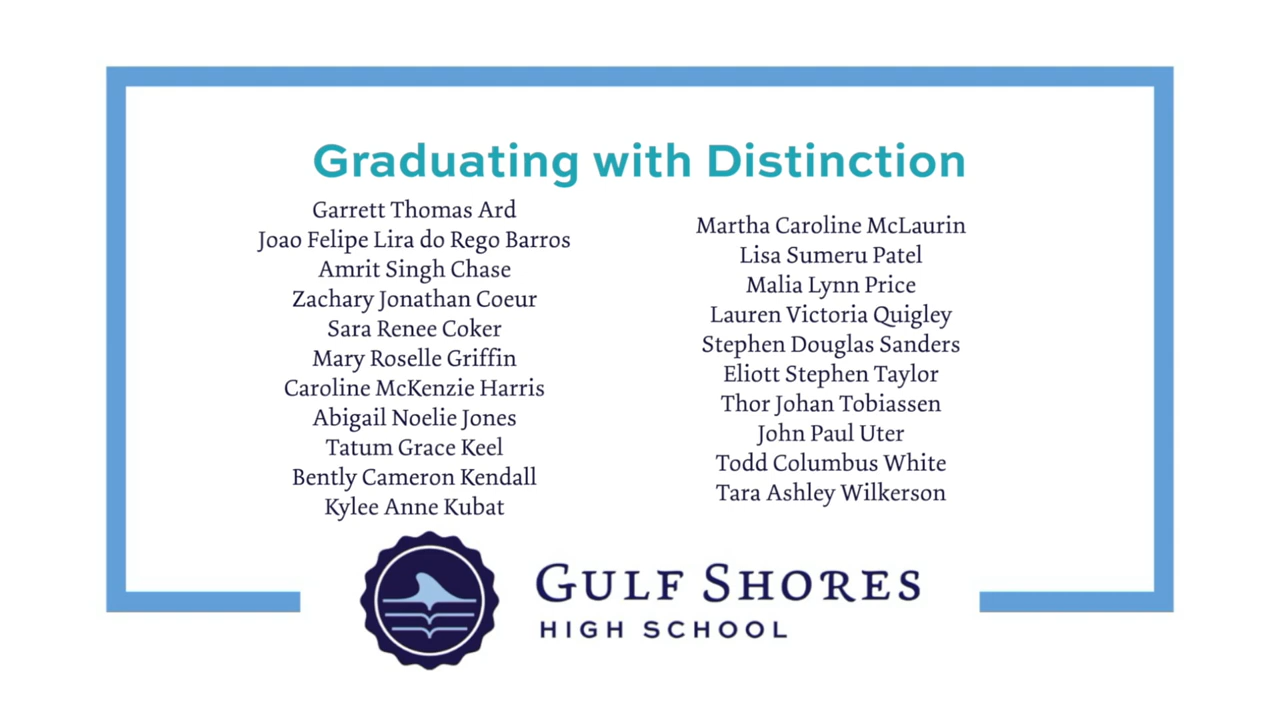 Graduating with Distinction
Garrett Thomas Ard
Joao Felipe Lira do Rego Barros
Amrit Singh Chase
Zachary Jonathan Coeur
Sara Renee Coker
Mary Roselle Griffin
Caroline McKenzie Harris
Abigail Noelie Jones
Tatum Grace Keel
Bently Cameron Kendall
Kylee Anne Kubat
Martha Caroline McLaurin
Lisa Sumeru Patel
Malia Lynn Price
Lauren Victoria Quigley
Stephen Douglas Sanders
Eliott Stephen Taylor
Thor Johan Tobiassen
John Paul Uter
Todd Columbus White
Tara Ashley Wilkerson
GULF SHORES
HIGH SCHOOL